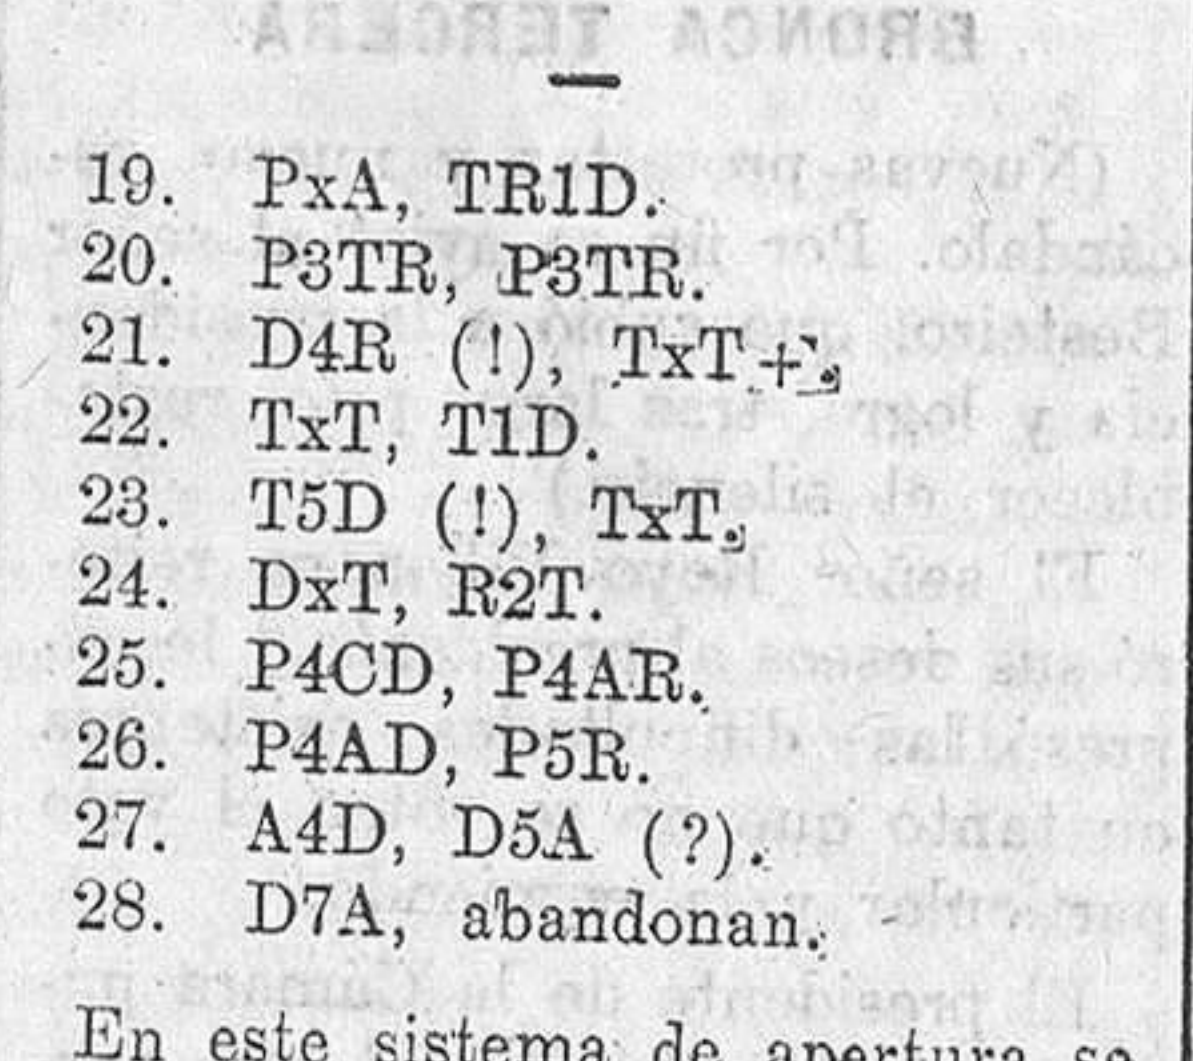 19. PxA, TR1D.
20. P3TR, P3TR.
21. D4R (!), TxT+.
22. TxT, T1D.
23. T5D (!), TxT.
24. DxT, R2T.
25. P4CD, P4AR.
26. P4AD, P5R.
27. A4D, D5A (?).
28. D7A, abandonan.
En este sistema de apertura se